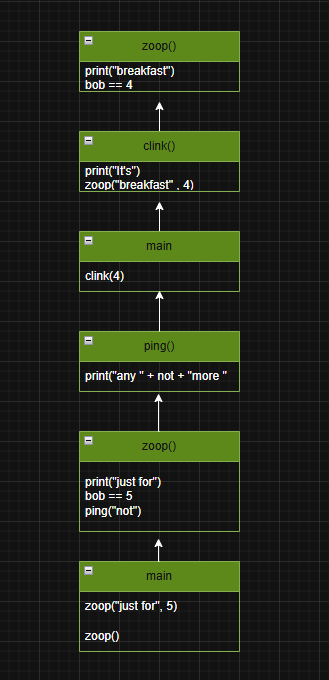 zoop()
print("breakfast")
bob == 4
clink()
print("It's")
zoop("breakfast" , 4)
main
clink(4)
ping()
print("any " + not + "more "
zoop()
print("just for")
bob == 5
ping("not")
main
zoop("just for", 5)
zoop()